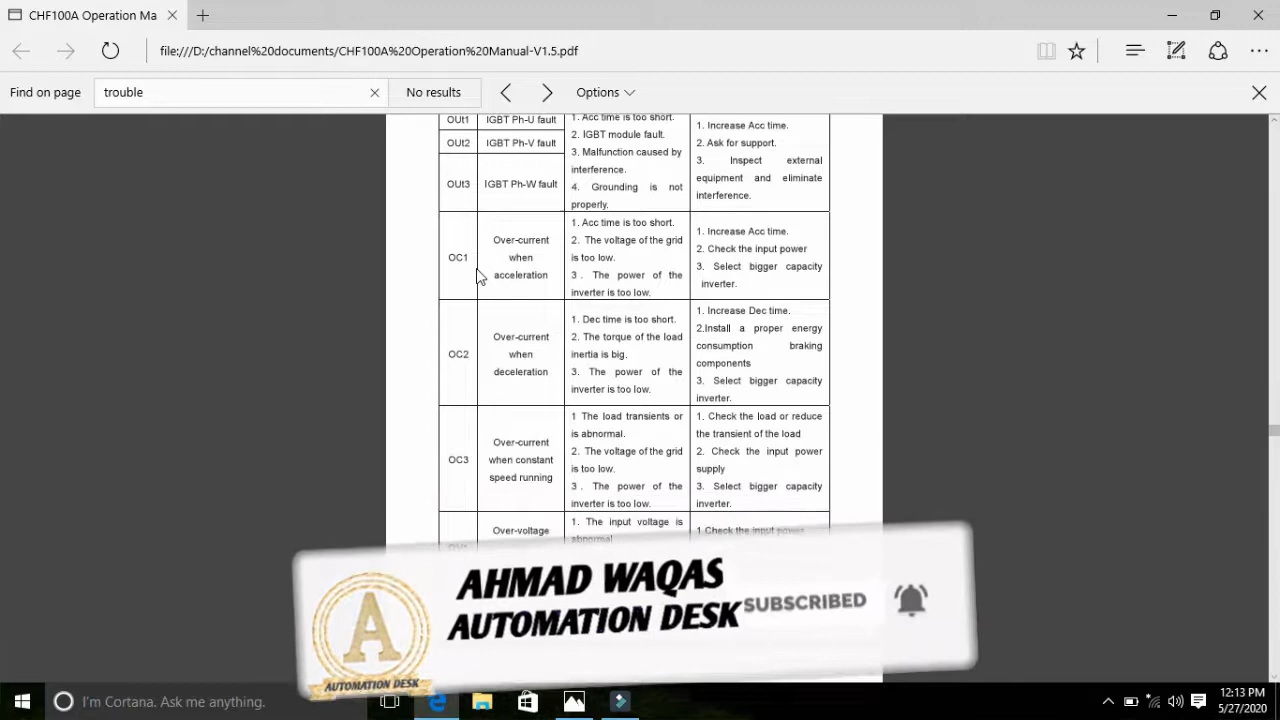 CHF100A Operation Ma
file:///D:/channel%20documents/CHF100A%20Operation%20Manual-V1.5.pdf
Find on page
trouble
No results
Options
OUt1
IGBT Ph-U fault
OUt2
IGBT Ph-V fault
OUt3
IGBT Ph-W fault
1. Acc time is too short.
2. IGBT module fault.
3. Malfunction caused by
interference.
4. Grounding is not
properly.
1. Increase Acc time.
2. Ask for support.
3. Inspect external
equipment and eliminate
interference.
OC1
Over-current
when
acceleration
1. Acc time is too short.
2. The voltage of the grid
is too low.
3 . The power of the
inverter is too low.
1. Increase Acc time.
2. Check the input power
3. Select bigger capacity
inverter.
OC2
Over-current
when
deceleration
1. Dec time is too short.
2. The torque of the load
inertia is big.
3. The power of the
inverter is too low.
1. Increase Dec time.
2.Install a proper energy
consumption braking
components
3. Select bigger capacity
inverter.
OC3
Over-current
when constant
speed running
1 The load transients or
is abnormal.
2. The voltage of the grid
is too low.
3 . The power of the
inverter is too low.
1. Check the load or reduce
the transient of the load
2. Check the input power
supply
3. Select bigger capacity
inverter.
Over-voltage
1. The input voltage is
abnormal
1 Check the input power
A
AUTOMATION DESK
AHMAD WAQAS
AUTOMATION DESK
SUBSCRIBED
I'm Cortana. Ask me anything.
12:13 PM
5/27/2020